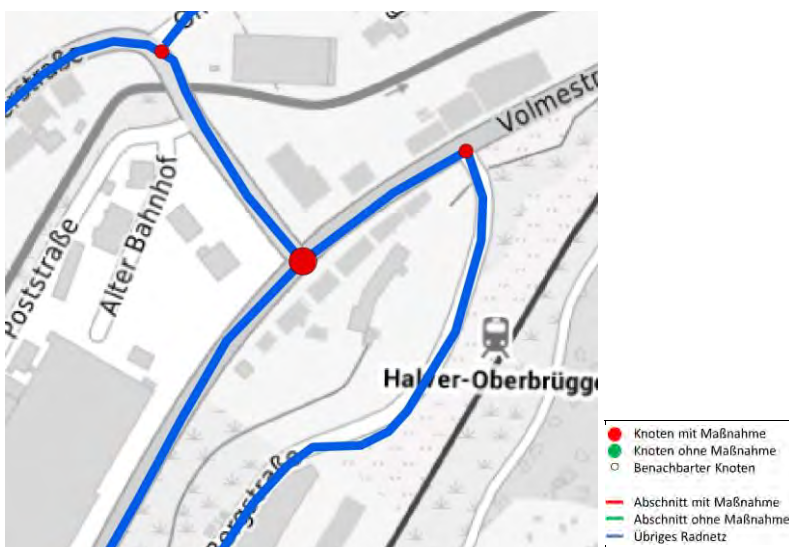 Volmestr
Alter Bahnhof
Poststraße
Halver-Oberbrügge
Bergstraße
Knoten mit Maßnahme
Knoten ohne Maßnahme
Benachbarter Knoten
Abschnitt mit Maßnahme
Abschnitt ohne Maßnahme
Übriges Radnetz